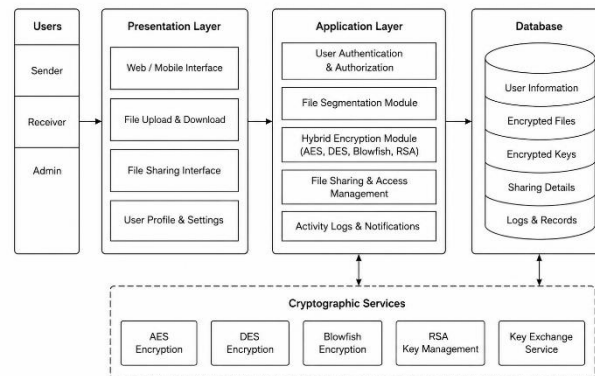 Users
Sender
Receiver
Admin
Presentation Layer
Web / Mobile Interface
File Upload & Download
File Sharing Interface
User Profile & Settings
Application Layer
User Authentication
& Authorization
File Segmentation Module
Hybrid Encryption Module
(AES, DES, Blowfish, RSA)
File Sharing & Access
Management
Activity Logs & Notifications
Database
User Information
Encrypted Files
Encrypted Keys
Sharing Details
Logs & Records
Cryptographic Services
AES
Encryption
DES
Encryption
Blowfish
Encryption
RSA
Key Management
Key Exchange
Service